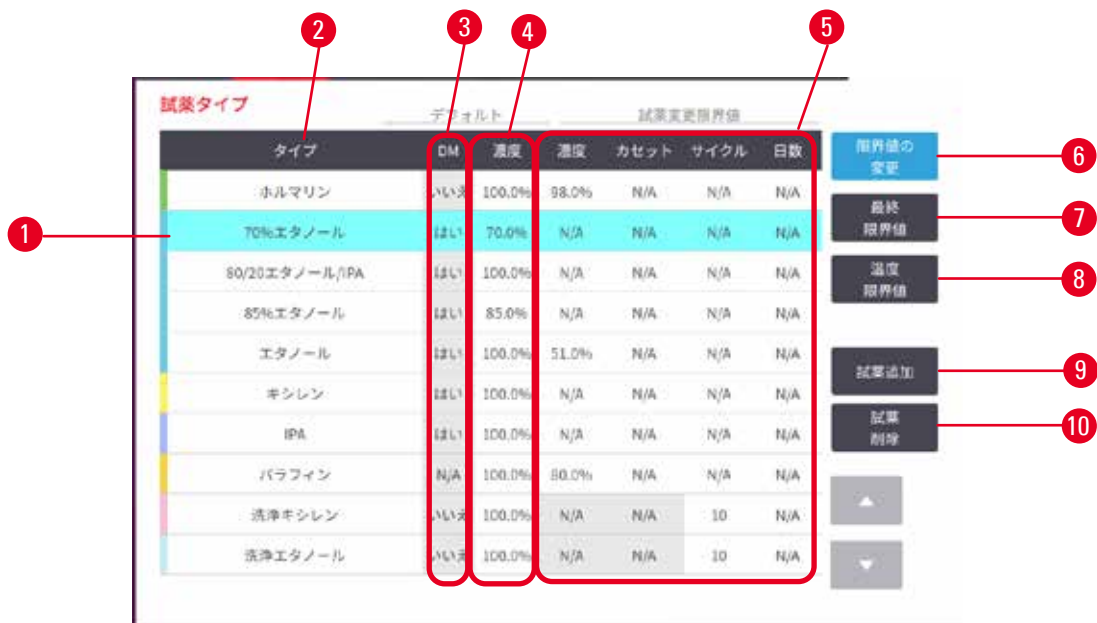 2 3 4 5
試薬タイプ
デフォルト 試薬変更限界値
タイプ DM 濃度 濃度 カセット サイクル 日数
限界値の
変更
6
ホルマリン いいえ 100.0% 98.0% N/A N/A N/A
最終
限界値
7
1
70%エタノール はい 70.0% N/A N/A N/A N/A
80/20エタノール/IPA はい 100.0% N/A N/A N/A N/A
温度
限界値
8
85%エタノール はい 85.0% N/A N/A N/A N/A
エタノール はい 100.0% 51.0% N/A N/A N/A
試薬追加
9
キシレン はい 100.0% N/A N/A N/A N/A
IPA はい 100.0% N/A N/A N/A N/A
試薬
削除
10
パラフィン N/A 100.0% 80.0% N/A N/A N/A
洗浄キシレン いいえ 100.0% N/A N/A 10 N/A
洗浄エタノール いいえ 100.0% N/A N/A 10 N/A